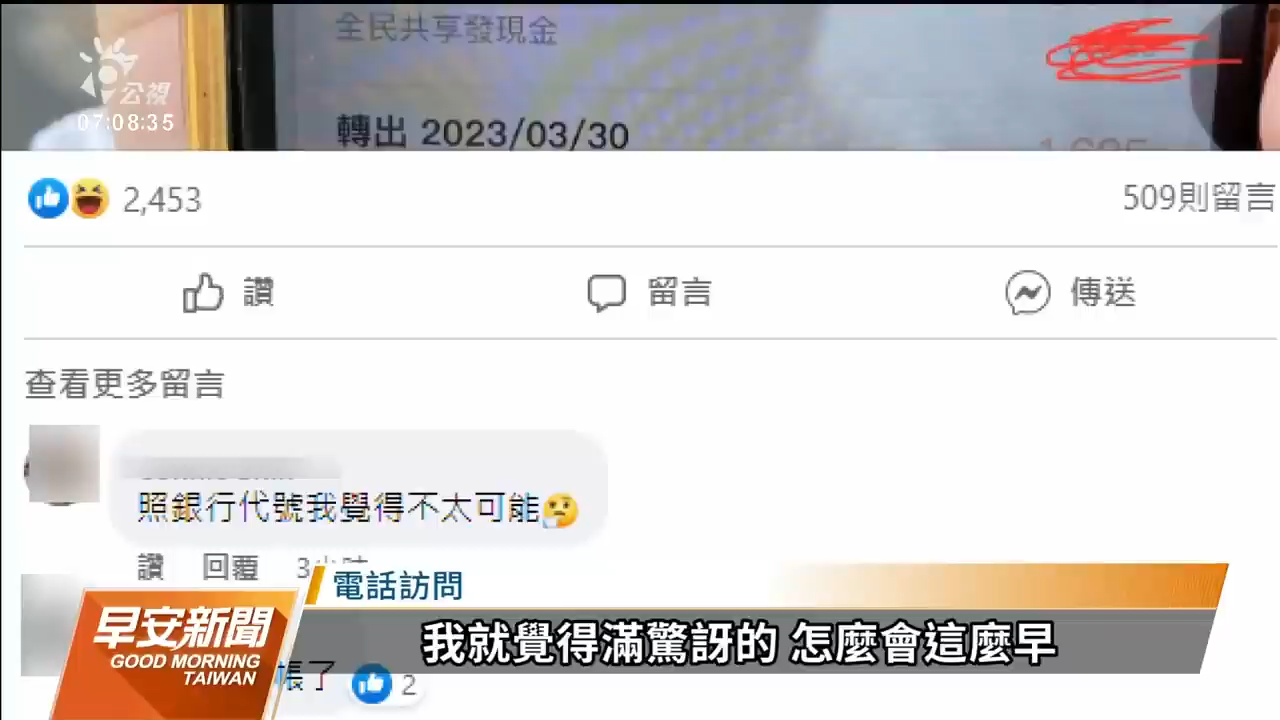 全民共享發現金
公視
07:08:35
轉出 2023/03/30
2,453
509則留言
讚
留言
傳送
查看更多留言
照銀行代號我覺得不太可能🤔
讚 回覆
電話訪問
早安新聞
我就覺得滿驚訝的 怎麼會這麼早
GOOD MORNING
TAIWAN
帳了
2